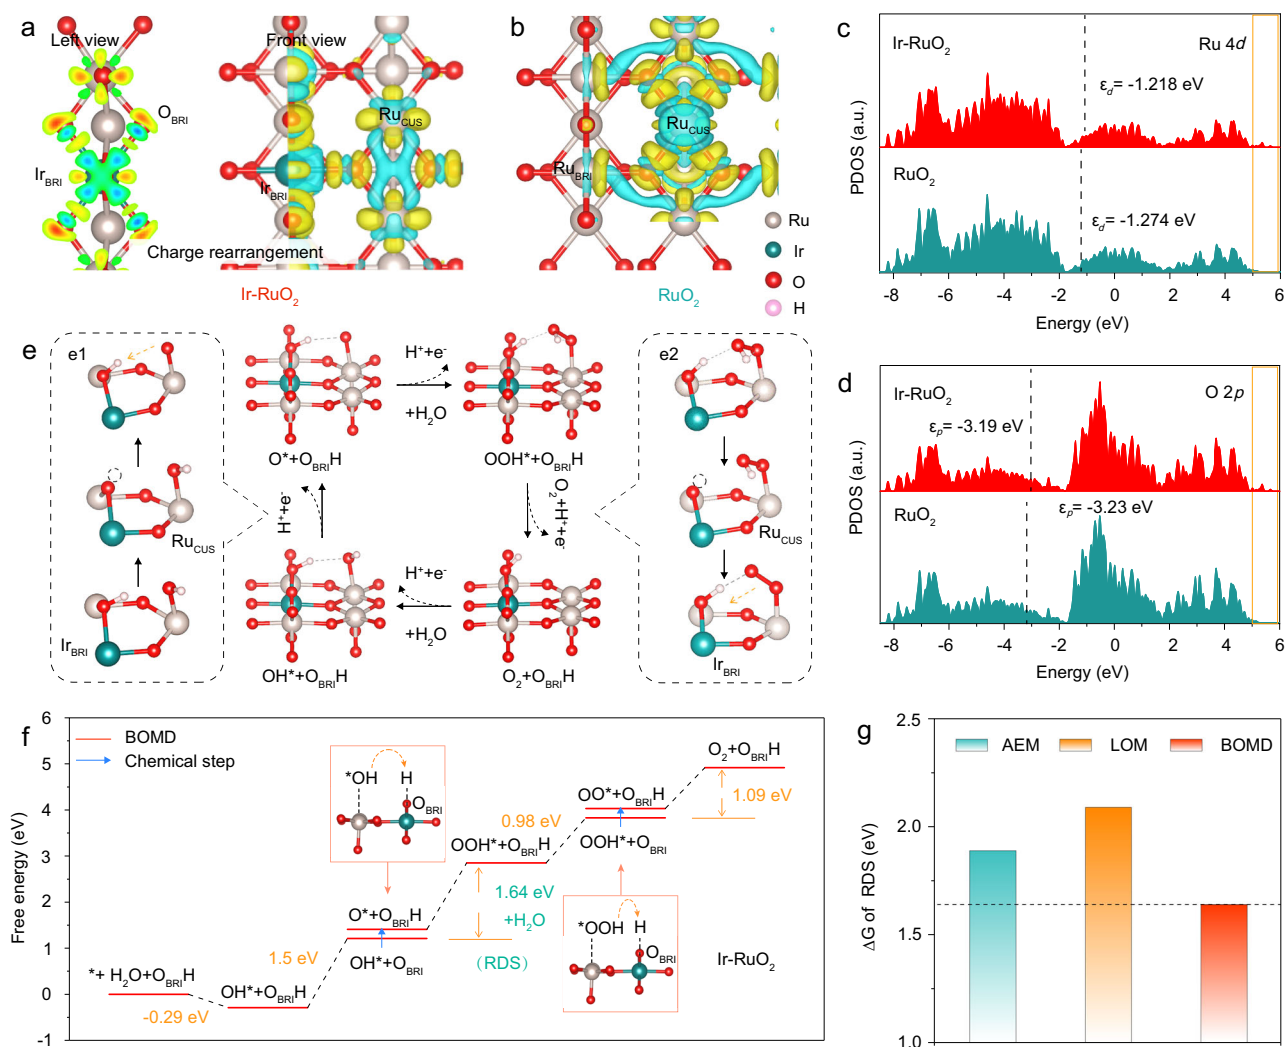 a
Left view
Front view
O_BRI
Ir_BRI
Ru_CUS
Ir_BRI
Charge rearrangement
Ir-RuO₂
b
Ru_CUS
Ru_BRI
RuO₂
Ru
Ir
O
H
c
Ir-RuO₂
Ru 4d
ε_d= -1.218 eV
RuO₂
ε_d= -1.274 eV
PDOS (a.u.)
-8 -6 -4 -2 0 2 4 6
Energy (eV)
d
Ir-RuO₂
O 2p
ε_p= -3.19 eV
RuO₂
ε_p= -3.23 eV
PDOS (a.u.)
-8 -6 -4 -2 0 2 4 6
Energy (eV)
e
e1
Ru_CUS
Ir_BRI
O*+O_BRIH
H⁺+e⁻
+H₂O
OOH*+O_BRIH
H⁺+e⁻
O₂+H⁺+e⁻
H⁺+e⁻
+H₂O
OH*+O_BRIH
O₂+O_BRIH
e2
Ru_CUS
Ir_BRI
f
BOMD
Chemical step
Free energy (eV)
6
5
4
3
2
1
0
-1
*+ H₂O+O_BRIH
-0.29 eV
OH*+O_BRIH
1.5 eV
*OH
H
O_BRI
O*+O_BRIH
OH*+O_BRI
OOH*+O_BRIH
1.64 eV
+H₂O
(RDS)
0.98 eV
OO*+O_BRIH
OOH*+O_BRI
*OOH
H
O_BRI
O₂+O_BRIH
1.09 eV
Ir-RuO₂
g
AEM
LOM
BOMD
ΔG of RDS (eV)
2.5
2.0
1.5
1.0